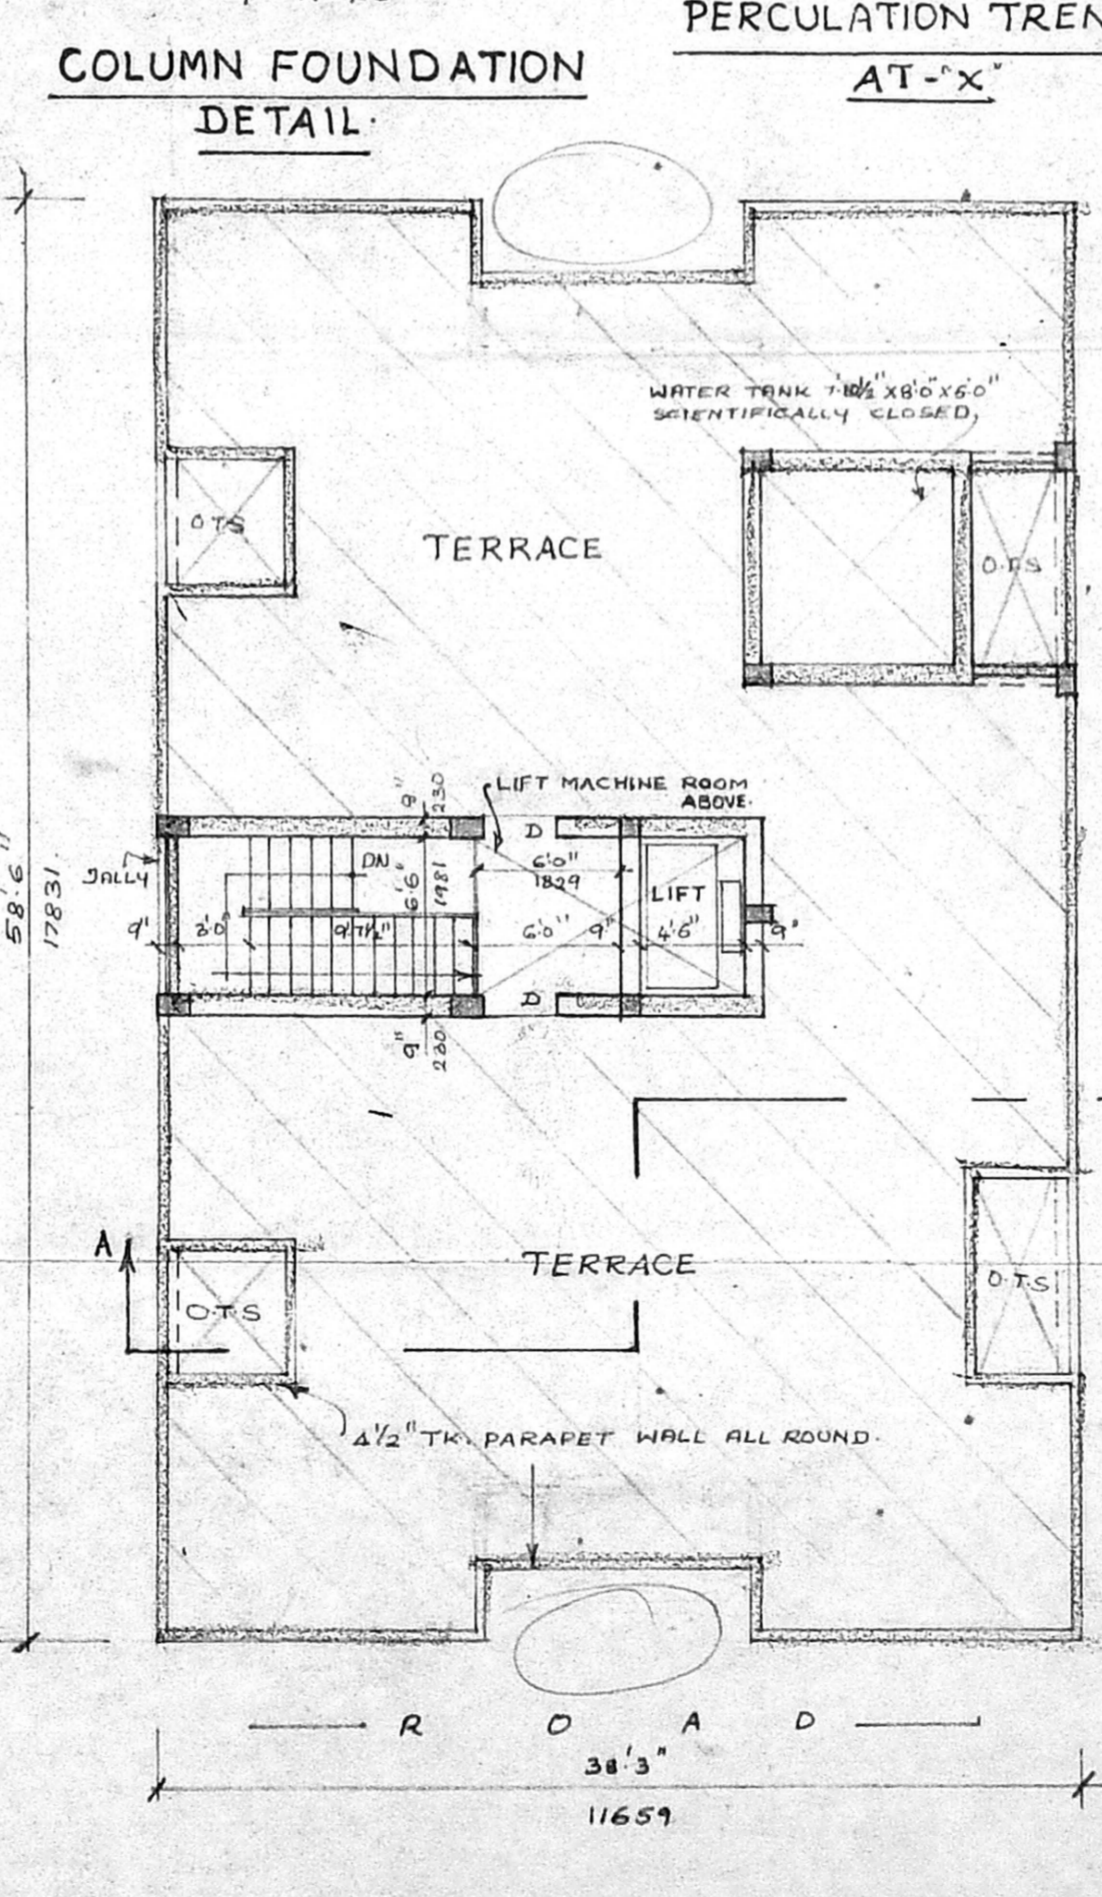 PERCULATION TREN
AT-"X"
COLUMN FOUNDATION
DETAIL.
WATER TANK 7'-10½" X 8'-0" X 6'-0"
SCIENTIFICALLY CLOSED,
O.T.S
TERRACE
O.T.S
LIFT MACHINE ROOM
ABOVE.
9"
230
D
DN
6'-0"
1829
JALLY
6'-6"
1981
LIFT
58'-6"
17831.
9"
3'-0"
9'-7½"
6'-0"
9"
4'-6"
9"
D
9"
230
A
TERRACE
O.T.S
O.T.S
4½" TK. PARAPET WALL ALL ROUND.
R O A D
38'-3"
11659